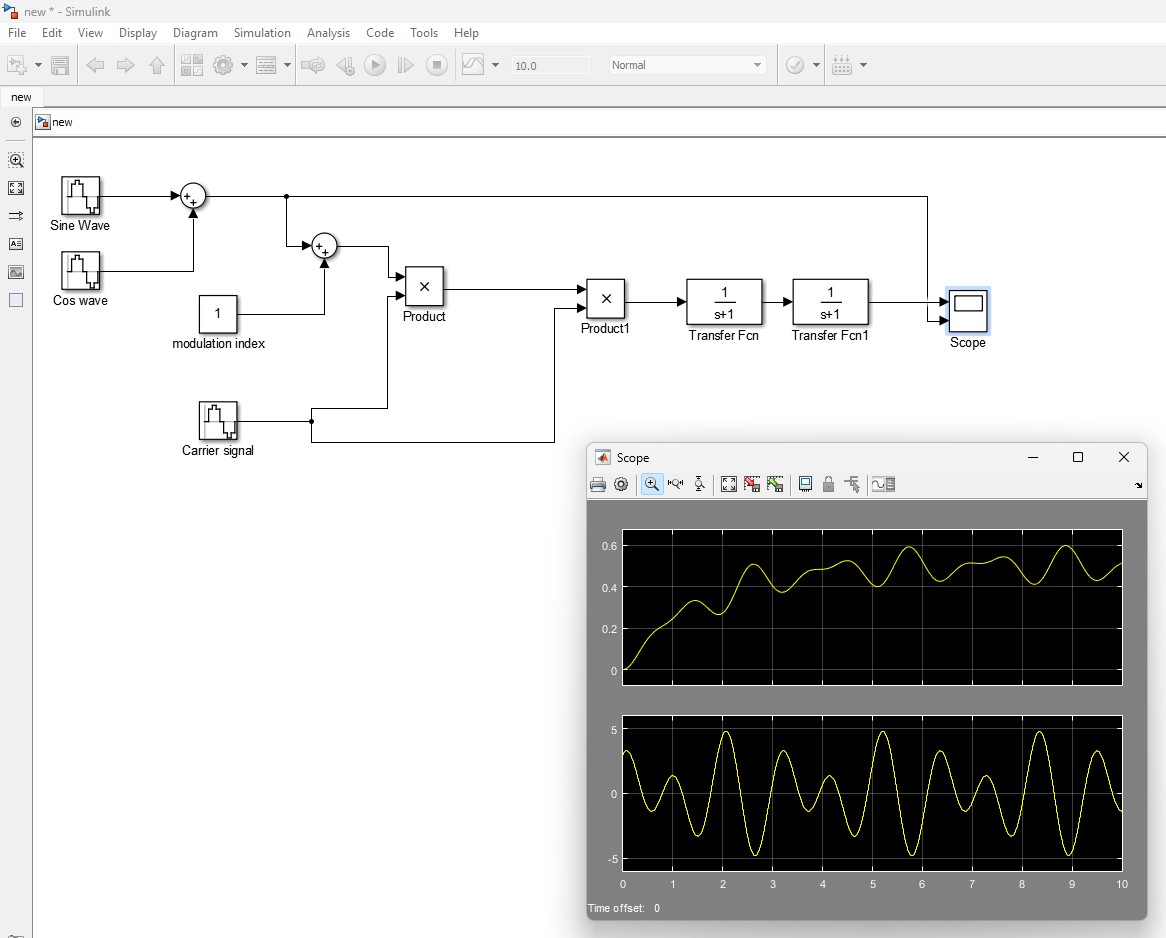 new * - Simulink
File Edit View Display Diagram Simulation Analysis Code Tools Help
10.0 Normal
new
new
Sine Wave
Cos wave
1
modulation index
Carrier signal
×
Product
×
Product1
1
s+1
Transfer Fcn
1
s+1
Transfer Fcn1
Scope
Scope
0.6
0.4
0.2
0
5
0
-5
0 1 2 3 4 5 6 7 8 9 10
Time offset: 0